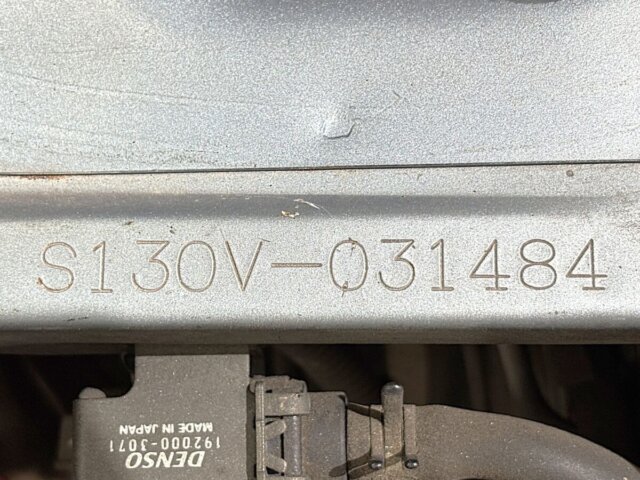 S130V-031484
DENSO
192000-3071
MADE IN JAPAN